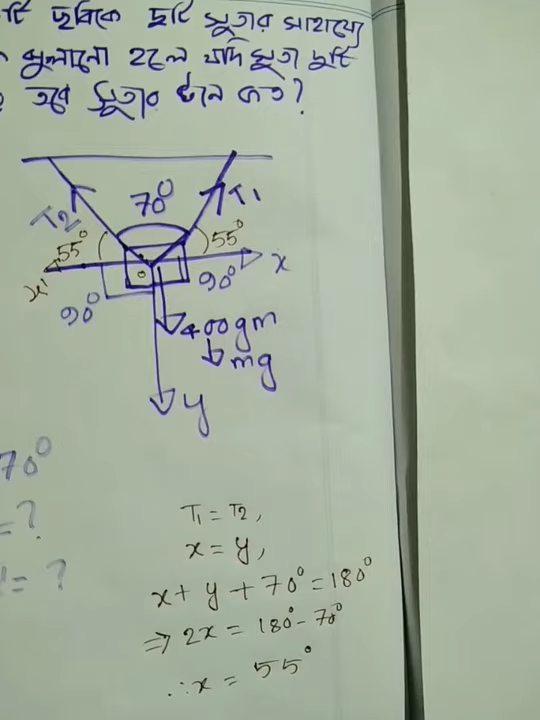 টি ছবিকে দুটি সুতার সাহায্যে
ঝুলানো হলে যদি সুতা দুটি
তবে সুতার টান কত?
70°
T1
T2
55°
55°
x
x'
90°
90°
400gm
mg
y
70°
=?
= ?
T1 = T2,
x = y,
x + y + 70° = 180°
⇒ 2x = 180° - 70°
∴ x = 55°